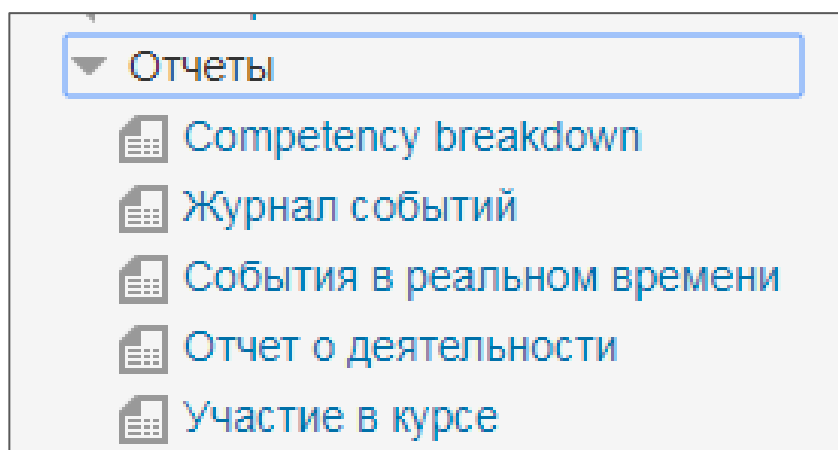 Отчеты
Competency breakdown
Журнал событий
События в реальном времени
Отчет о деятельности
Участие в курсе